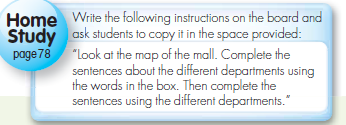 Home
Study
page 78
Write the following instructions on the board and
ask students to copy it in the space provided:
"Look at the map of the mall. Complete the
sentences about the different departments using
the words in the box. Then complete the
sentences using the different departments."